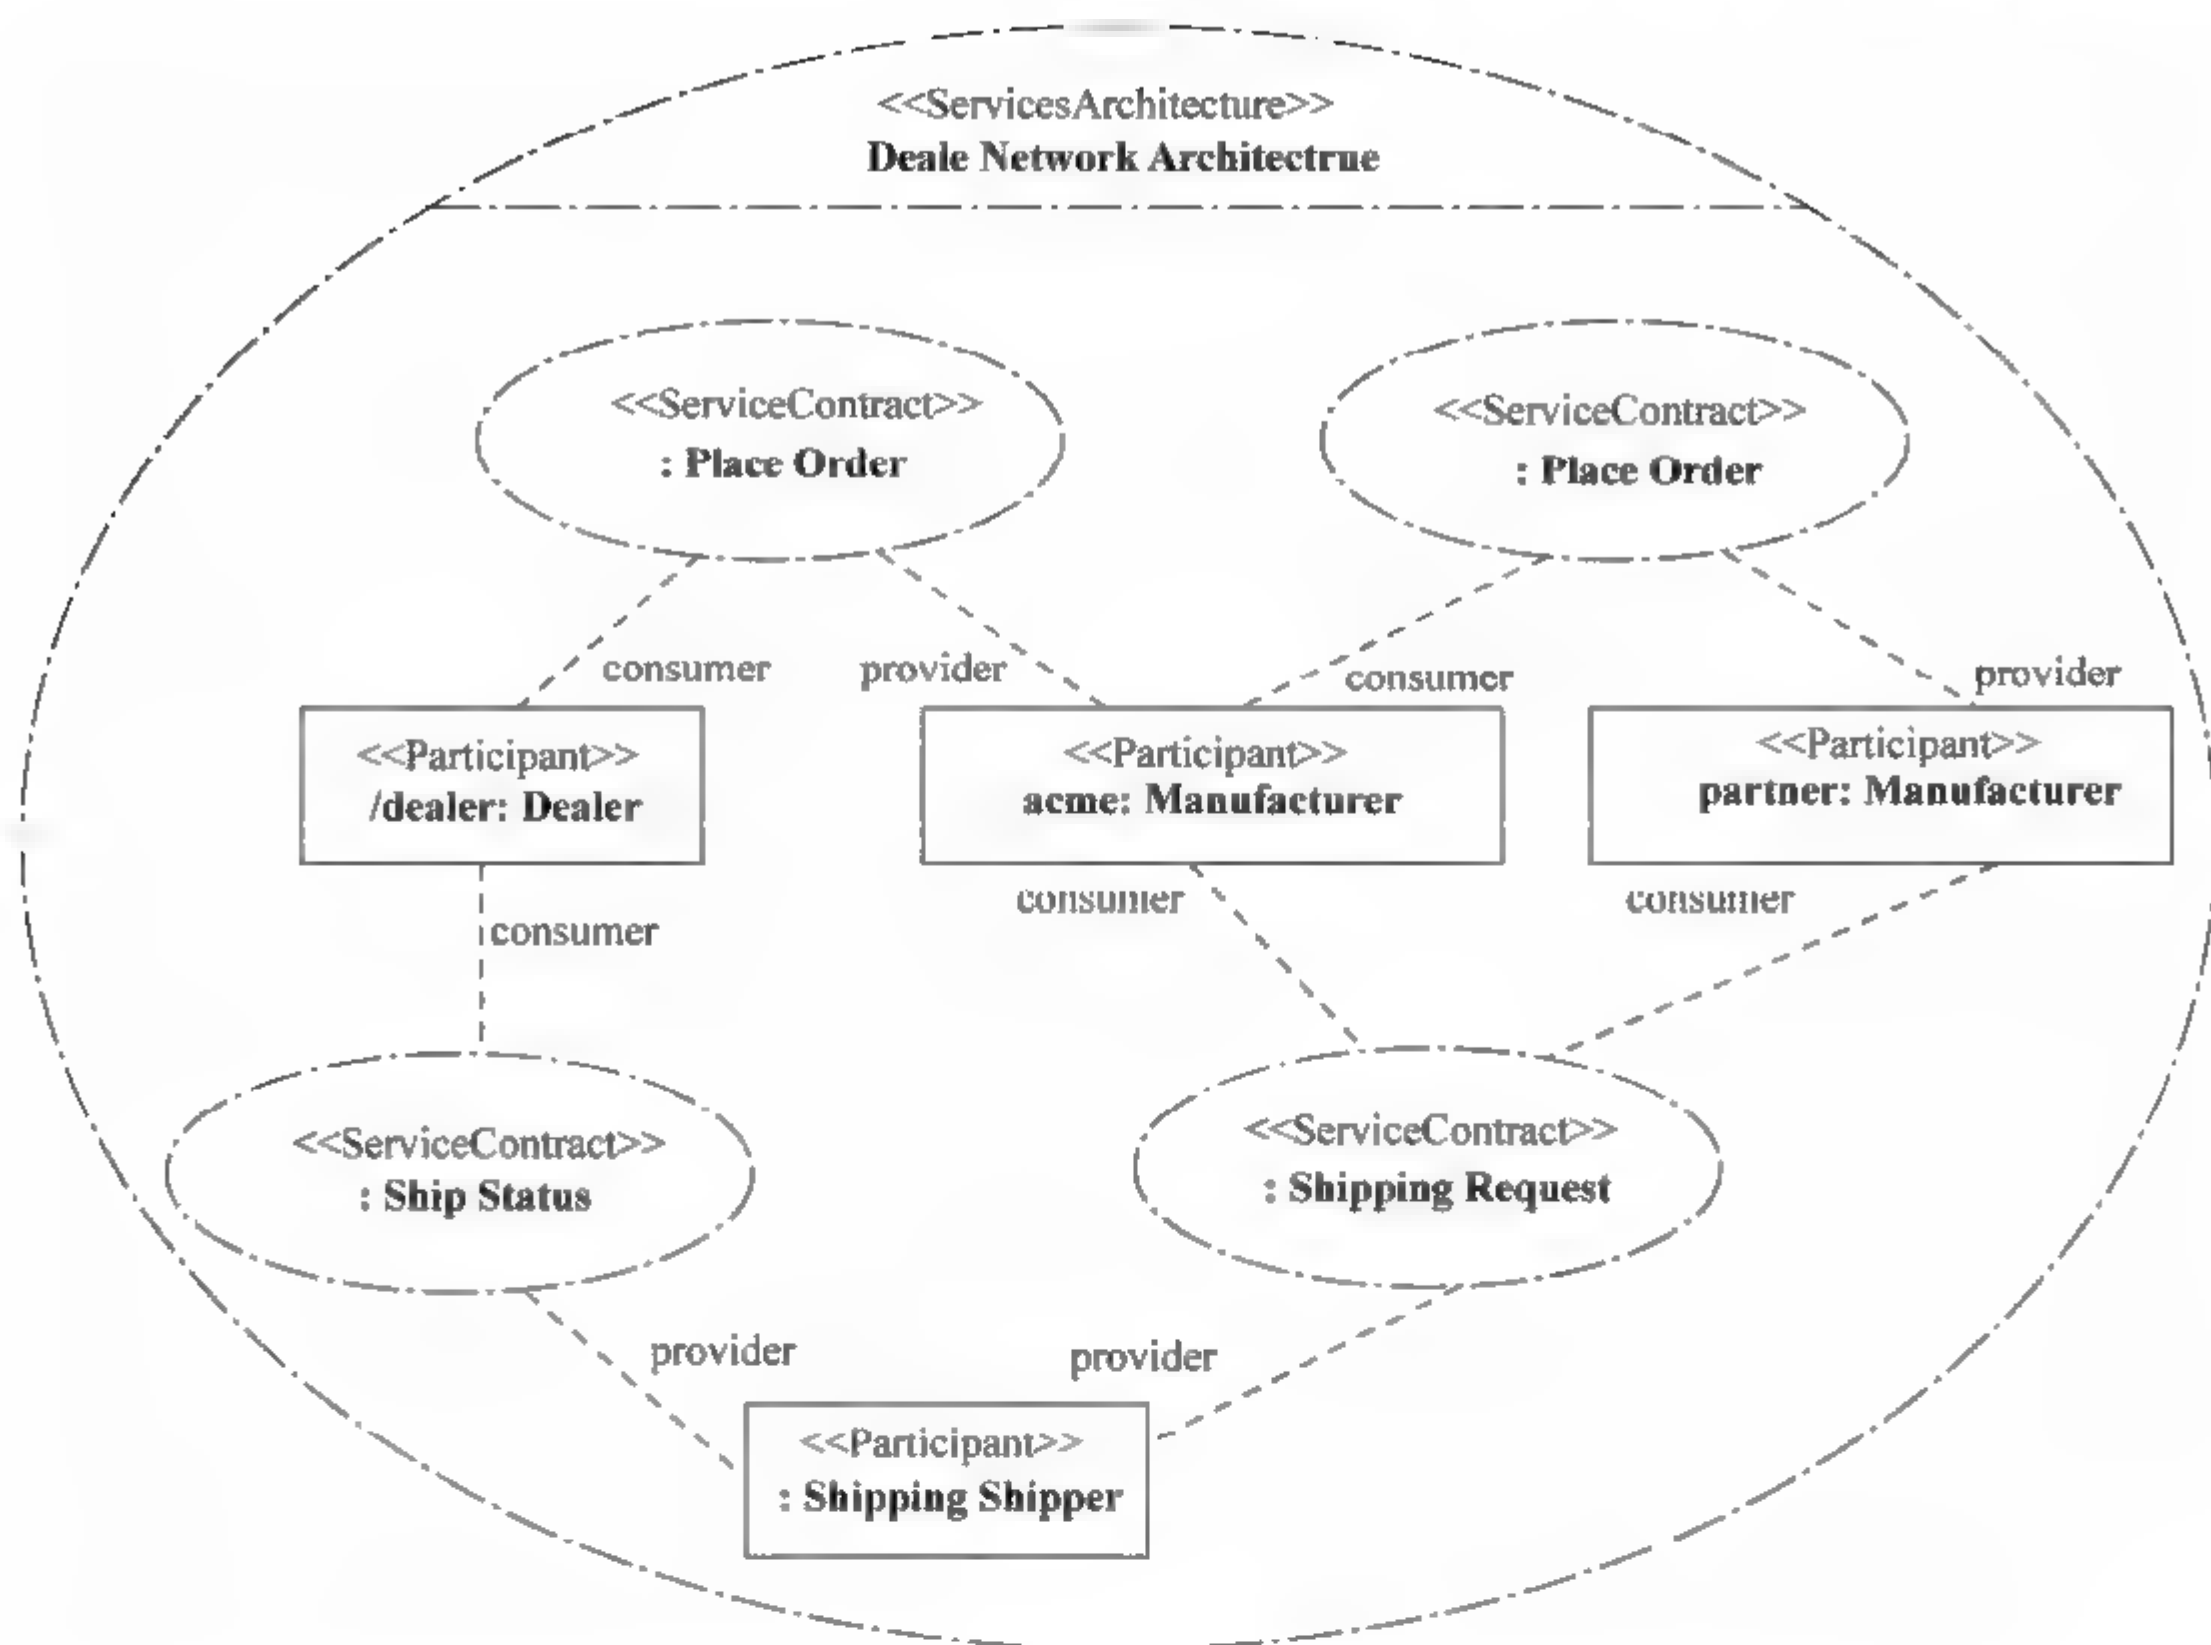 <<ServicesArchitecture>>
Deale Network Architectrue
<<ServiceContract>>
: Place Order
<<ServiceContract>>
: Place Order
consumer
provider
consumer
provider
<<Participant>>
/dealer: Dealer
<<Participant>>
acme: Manufacturer
<<Participant>>
partner: Manufacturer
consumer
consumer
consumer
<<ServiceContract>>
: Ship Status
<<ServiceContract>>
: Shipping Request
provider
provider
<<Participant>>
: Shipping Shipper